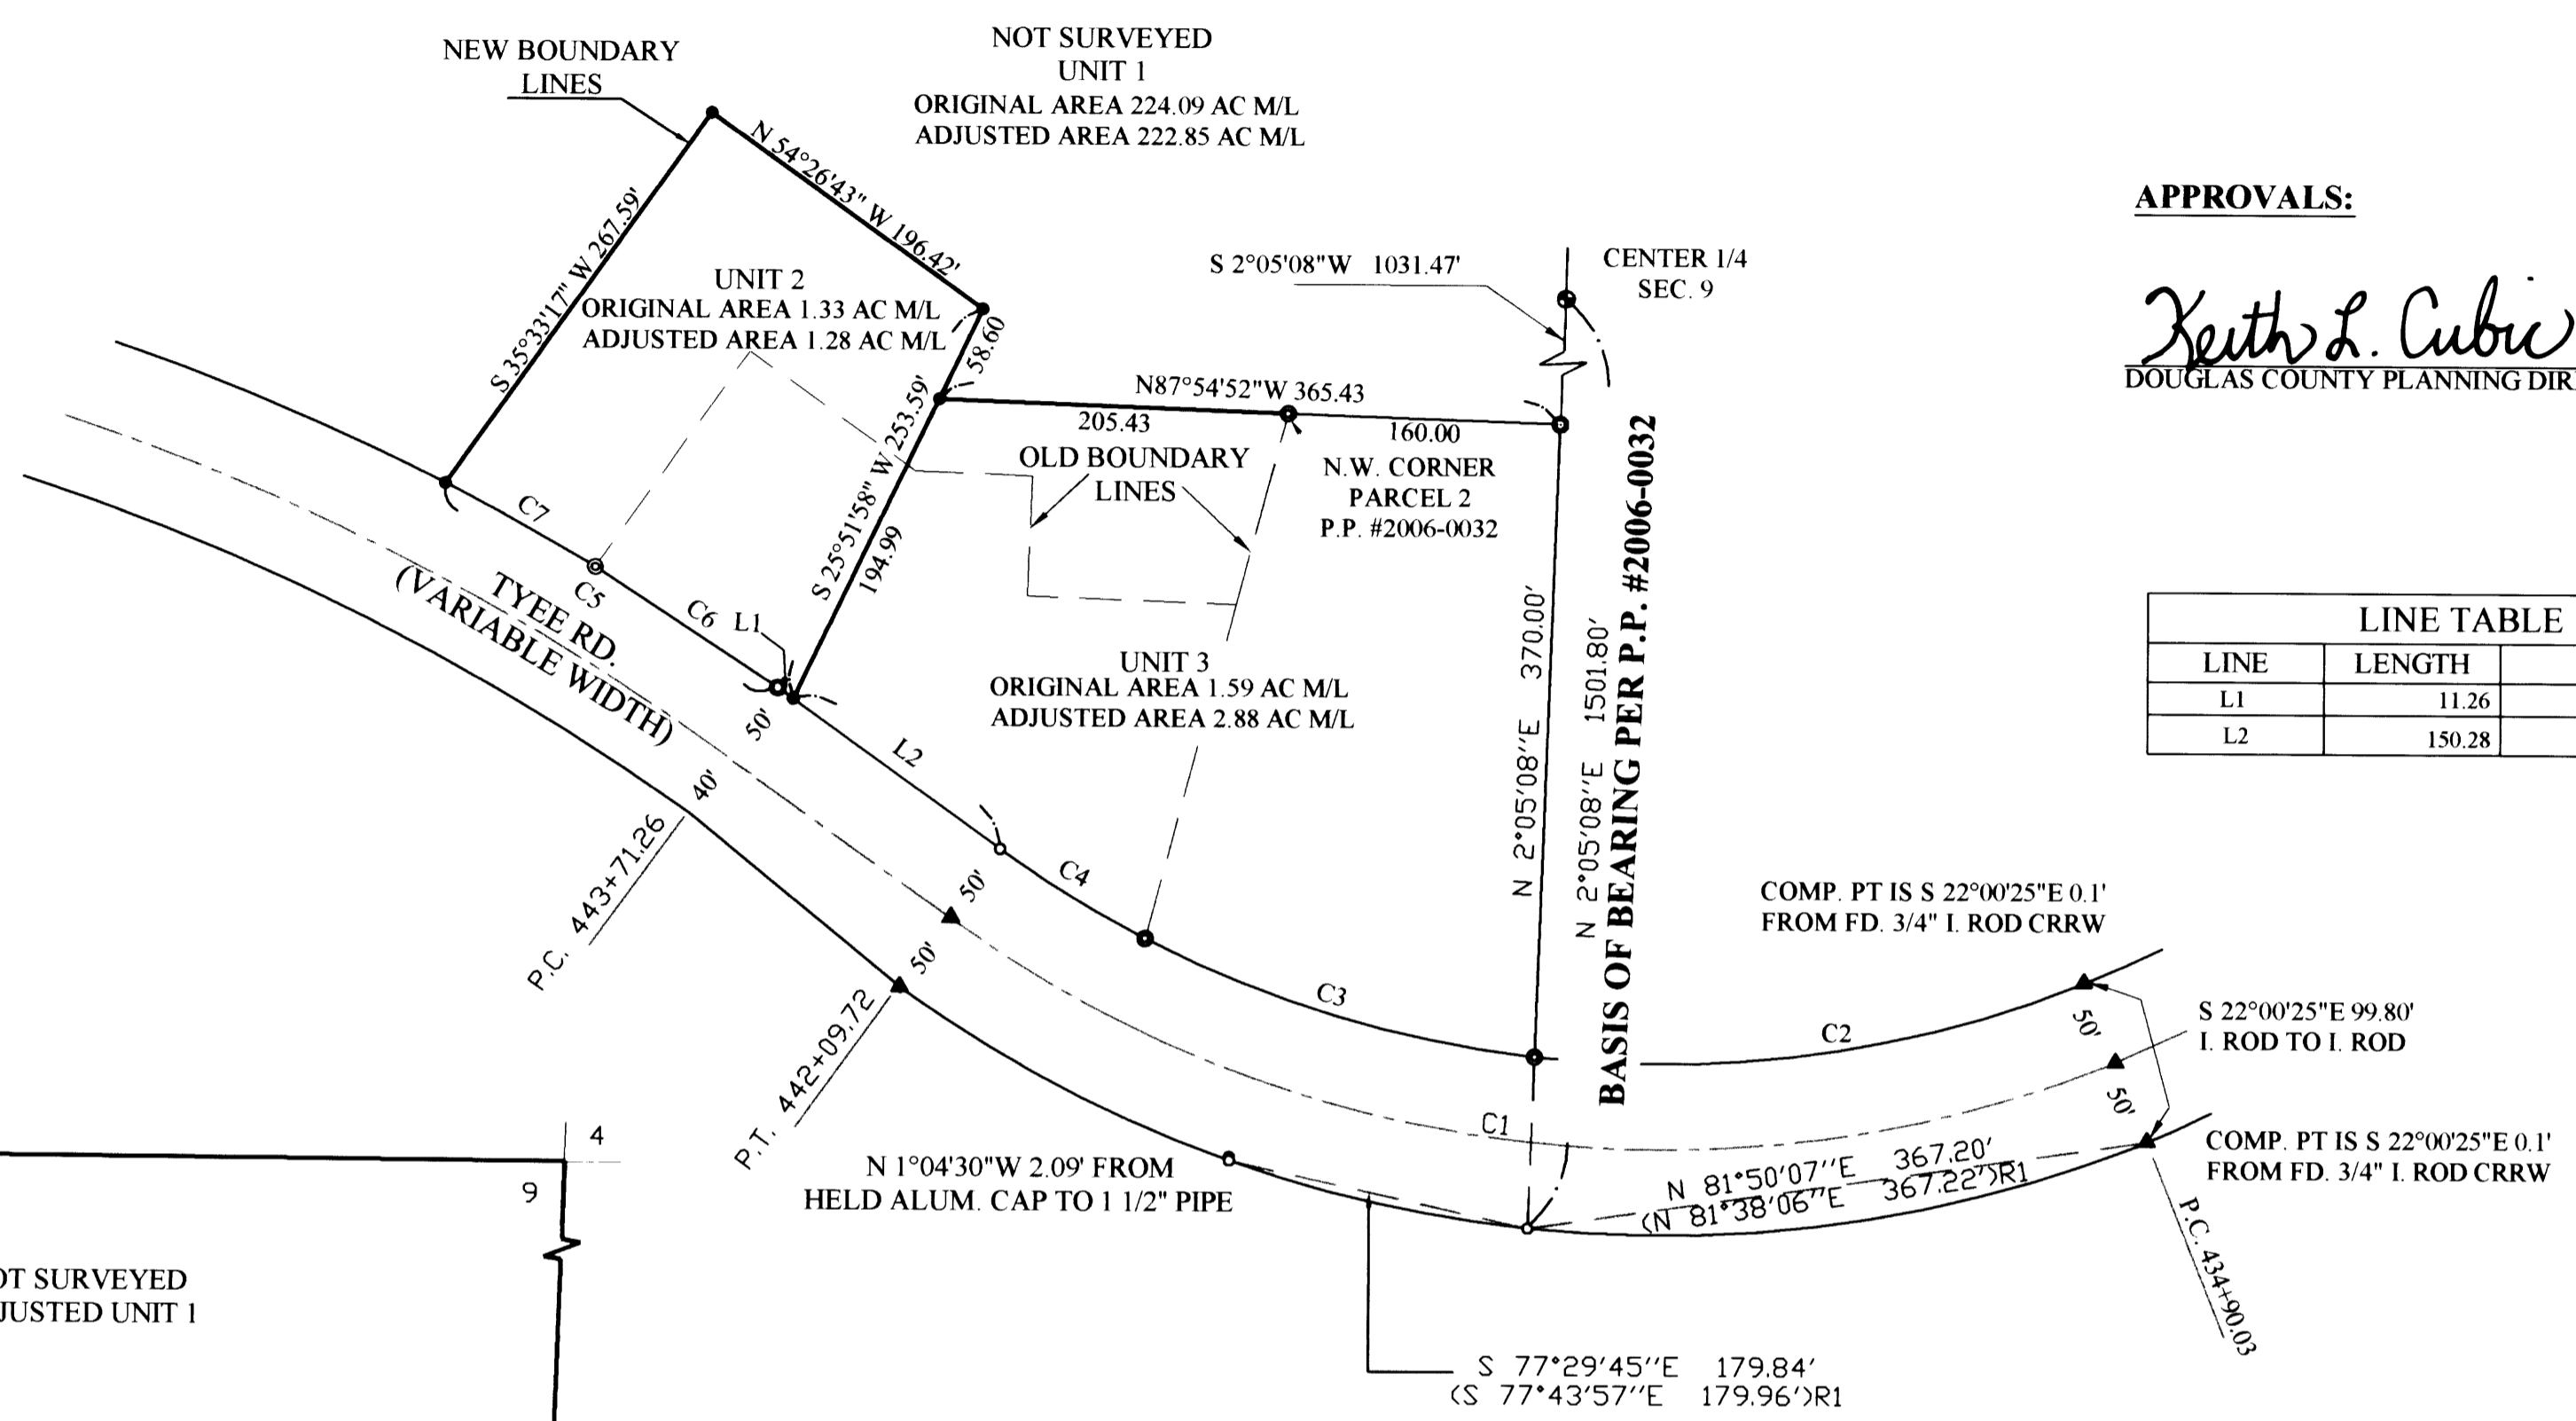 NEW BOUNDARY
LINES
NOT SURVEYED
UNIT 1
ORIGINAL AREA 224.09 AC M/L
ADJUSTED AREA 222.85 AC M/L
N 54°26'43" W 196.42'
S 35°33'17" W 267.59'
UNIT 2
ORIGINAL AREA 1.33 AC M/L
ADJUSTED AREA 1.28 AC M/L
58.60
S 2°05'08"W 1031.47'
CENTER 1/4
SEC. 9
APPROVALS:
Keith L. Cubic
DOUGLAS COUNTY PLANNING DIR
N87°54'52"W 365.43
205.43
160.00
OLD BOUNDARY
LINES
N.W. CORNER
PARCEL 2
P.P. #2006-0032
S 25°51'58" W 253.59'
194.99
C7
C5
C6
L1
TYEE RD.
(VARIABLE WIDTH)
UNIT 3
ORIGINAL AREA 1.59 AC M/L
ADJUSTED AREA 2.88 AC M/L
N 2°05'08''E 370.00'
N 2°05'08''E 1501.80'
BASIS OF BEARING PER P.P. #2006-0032
LINE TABLE
LINE LENGTH
L1 11.26
L2 150.28
50'
L2
40'
P.C. 443+71.26
C4
50'
50'
P.T. 442+09.72
C3
COMP. PT IS S 22°00'25"E 0.1'
FROM FD. 3/4" I. ROD CRRW
C2
50'
S 22°00'25"E 99.80'
I. ROD TO I. ROD
50'
C1
COMP. PT IS S 22°00'25"E 0.1'
FROM FD. 3/4" I. ROD CRRW
N 81°50'07''E 367.20'
(N 81°38'06''E 367.22')R1
P.C. 434+90.03
N 1°04'30"W 2.09' FROM
HELD ALUM. CAP TO 1 1/2" PIPE
4
9
OT SURVEYED
JUSTED UNIT 1
S 77°29'45''E 179.84'
(S 77°43'57''E 179.96')R1